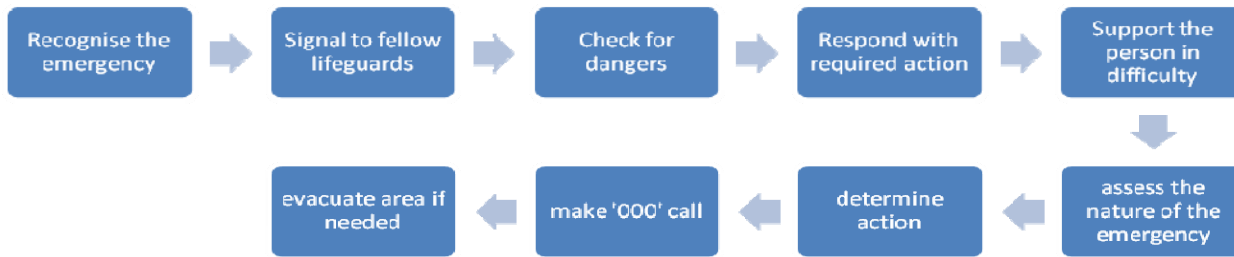 Recognise the
emergency
Signal to fellow
lifeguards
Check for
dangers
Respond with
required action
Support the
person in
difficulty
assess the
nature of the
emergency
determine
action
make '000' call
evacuate area if
needed